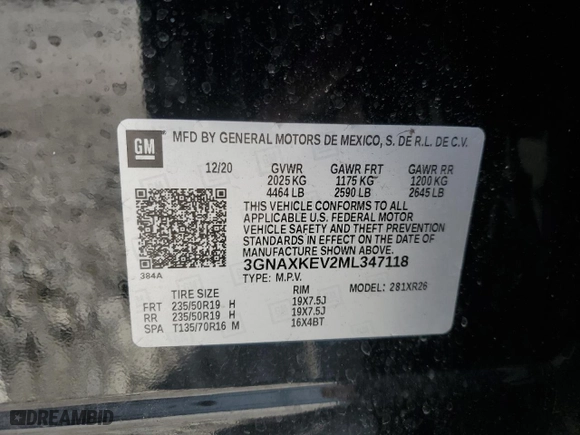 GM
MFD BY GENERAL MOTORS DE MEXICO, S. DE R.L. DE C.V.
12/20 GVWR GAWR FRT GAWR RR
2025 KG 1175 KG 1200 KG
4464 LB 2590 LB 2645 LB
THIS VEHICLE CONFORMS TO ALL
APPLICABLE U.S. FEDERAL MOTOR
VEHICLE SAFETY AND THEFT PREVENTION
STANDARDS IN EFFECT ON THE DATE OF
MANUFACTURE SHOWN ABOVE.
384A 3GNAXKEV2ML347118
TYPE: M.P.V. MODEL: 281XR26
TIRE SIZE RIM
FRT 235/50R19 H 19X7.5J
RR 235/50R19 H 19X7.5J
SPA T135/70R16 M 16X4BT
DREAMBID